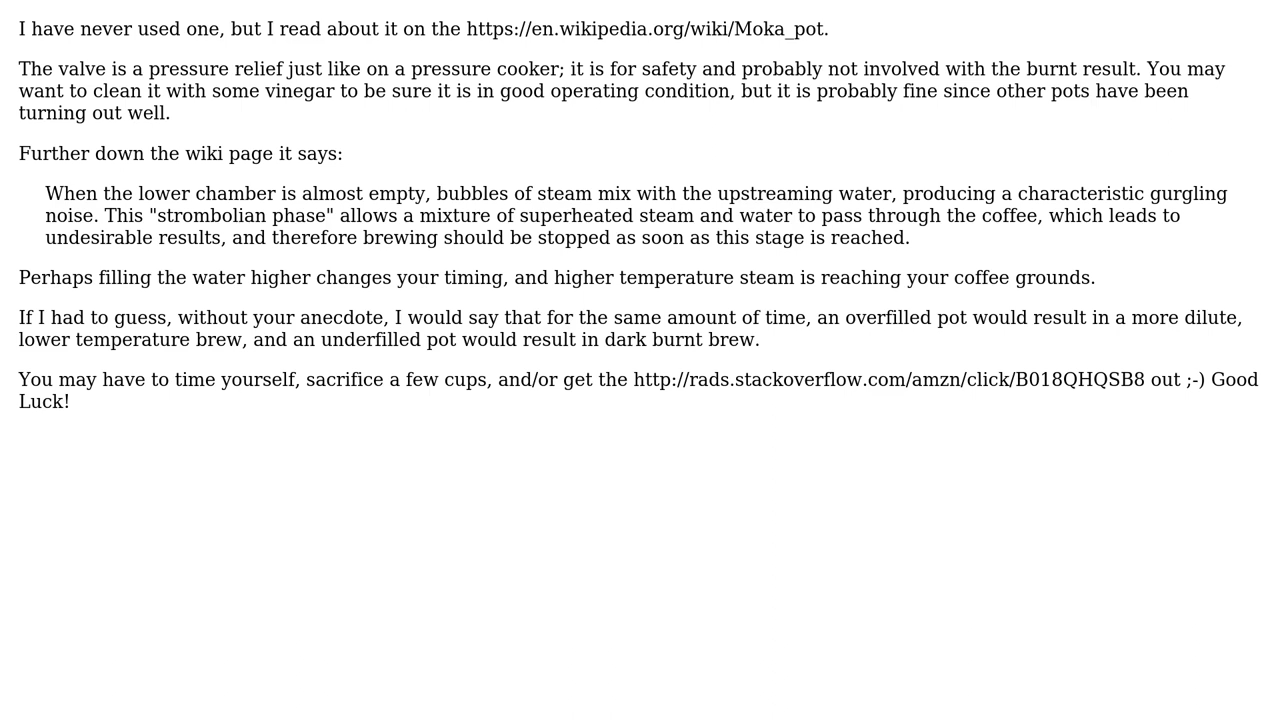 I have never used one, but I read about it on the https://en.wikipedia.org/wiki/Moka_pot.
The valve is a pressure relief just like on a pressure cooker; it is for safety and probably not involved with the burnt result. You may
want to clean it with some vinegar to be sure it is in good operating condition, but it is probably fine since other pots have been
turning out well.
Further down the wiki page it says:
When the lower chamber is almost empty, bubbles of steam mix with the upstreaming water, producing a characteristic gurgling
noise. This "strombolian phase" allows a mixture of superheated steam and water to pass through the coffee, which leads to
undesirable results, and therefore brewing should be stopped as soon as this stage is reached.
Perhaps filling the water higher changes your timing, and higher temperature steam is reaching your coffee grounds.
If I had to guess, without your anecdote, I would say that for the same amount of time, an overfilled pot would result in a more dilute,
lower temperature brew, and an underfilled pot would result in dark burnt brew.
You may have to time yourself, sacrifice a few cups, and/or get the http://rads.stackoverflow.com/amzn/click/B018QHQSB8 out ;-) Good
Luck!